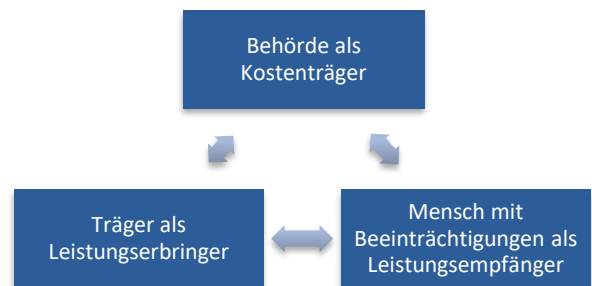 Behörde als
Kostenträger
Träger als
Leistungserbringer
Mensch mit
Beeinträchtigungen als
Leistungsempfänger